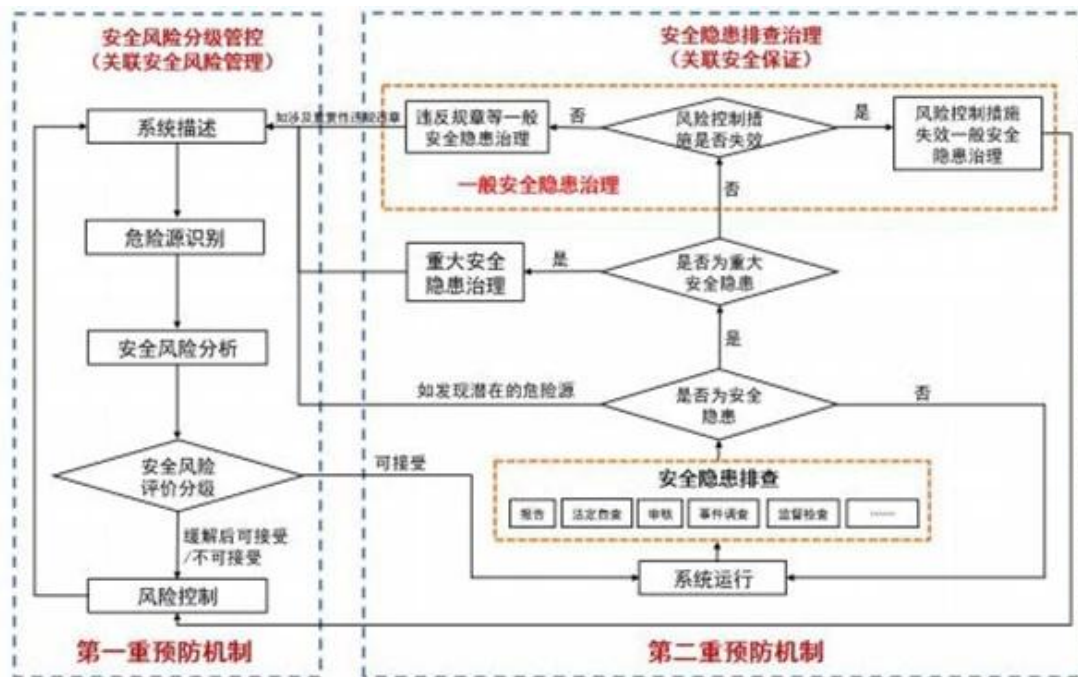 安全风险分级管控
（关联安全风险管理）
系统描述
危险源识别
安全风险分析
安全风险
评价分级
缓解后可接受
/不可接受
风险控制
第一重预防机制
安全隐患排查治理
（关联安全保证）
如涉及重复性违规违章
违反规章等一般
安全隐患治理
否
风险控制措
施是否失效
是
风险控制措施
失效一般安全
隐患治理
一般安全隐患治理
否
重大安全
隐患治理
是
是否为重大
安全隐患
是
如发现潜在的危险源
是否为安全
隐患
否
可接受
安全隐患排查
报告
法定自查
审核
事件调查
监督检查
……
系统运行
第二重预防机制